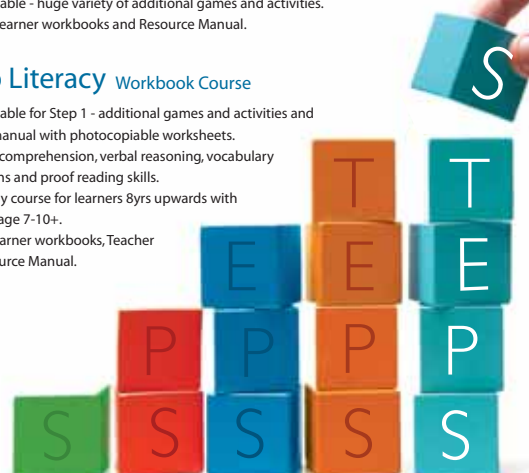 able - huge variety of additional games and activities.
earner workbooks and Resource Manual.
Literacy Workbook Course
able for Step 1 - additional games and activities and
manual with photocopiable worksheets.
comprehension, verbal reasoning, vocabulary
ns and proof reading skills.
y course for learners 8yrs upwards with
age 7-10+.
arner workbooks, Teacher
urce Manual.
S
T T
E E E
P P P P
S S S S S